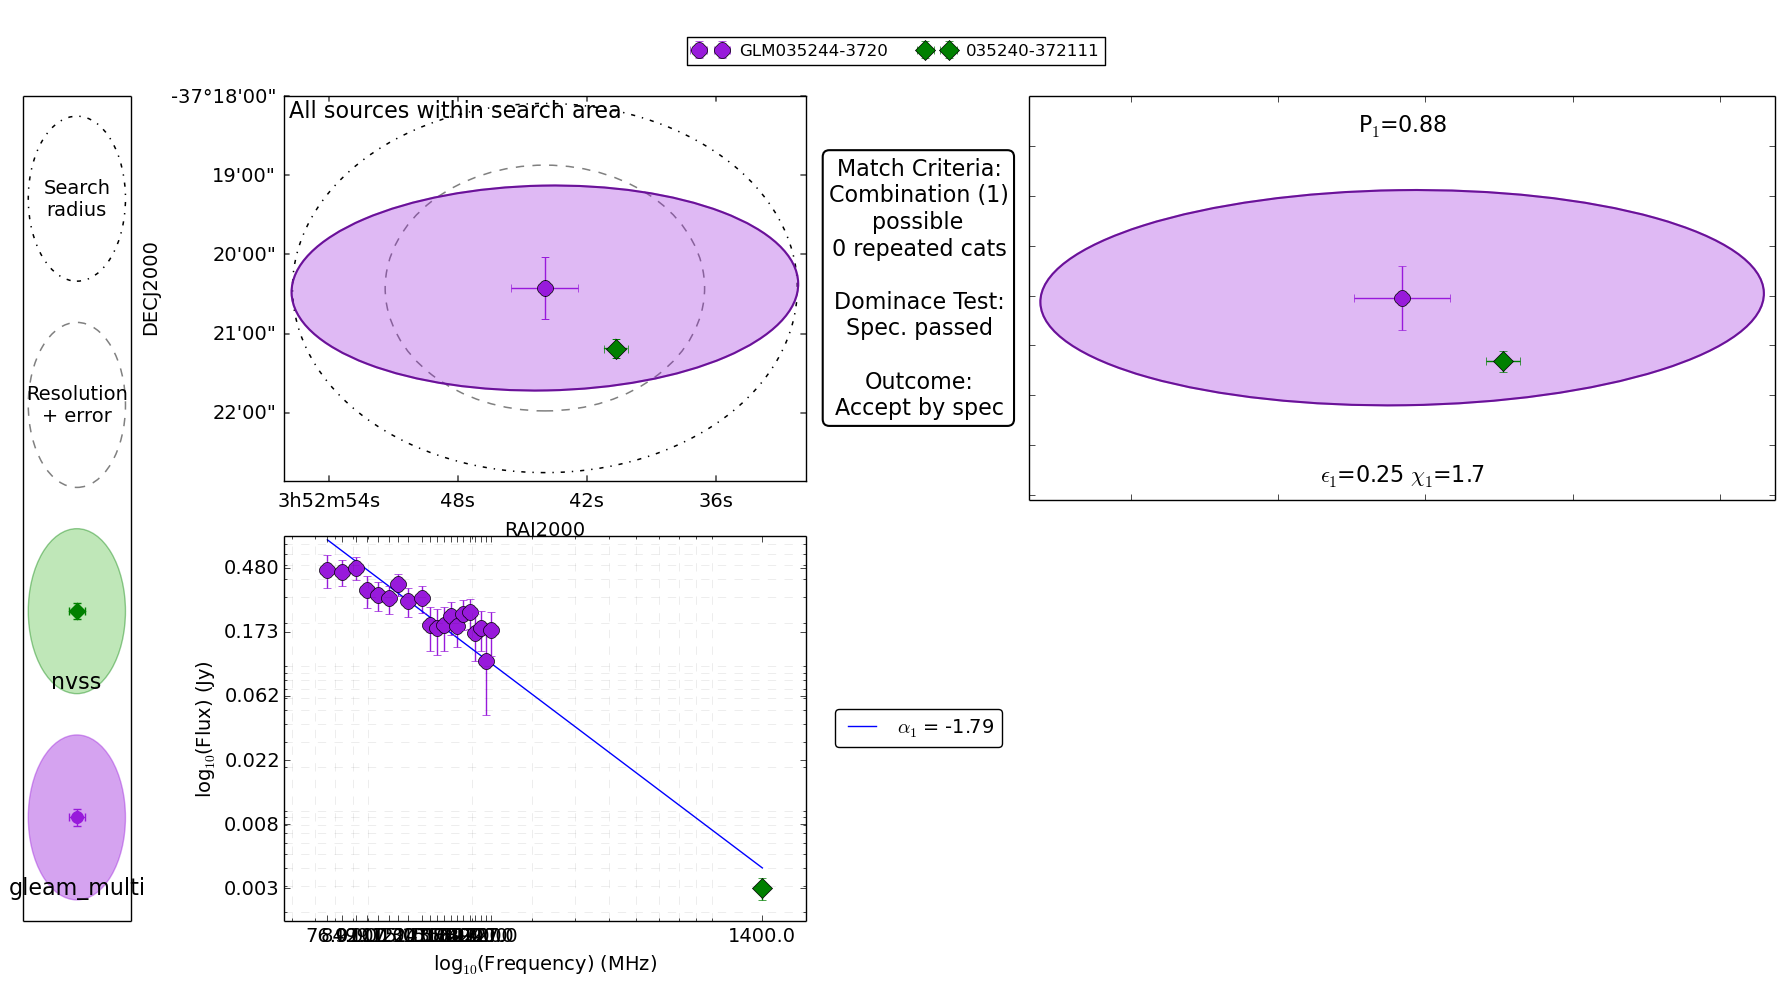 GLM035244-3720 035240-372111
Search
radius
Resolution
+ error
nvss
gleam_multi
All sources within search area
DECJ2000
-37°18'00"
19'00"
20'00"
21'00"
22'00"
3h52m54s 48s 42s 36s
RAJ2000
Match Criteria:
Combination (1)
possible
0 repeated cats
Dominace Test:
Spec. passed
Outcome:
Accept by spec
P₁=0.88
ϵ₁=0.25 χ₁=1.7
log₁₀(Flux) (Jy)
0.480
0.173
0.062
0.022
0.008
0.003
1400.0
log₁₀(Frequency) (MHz)
α₁ = -1.79